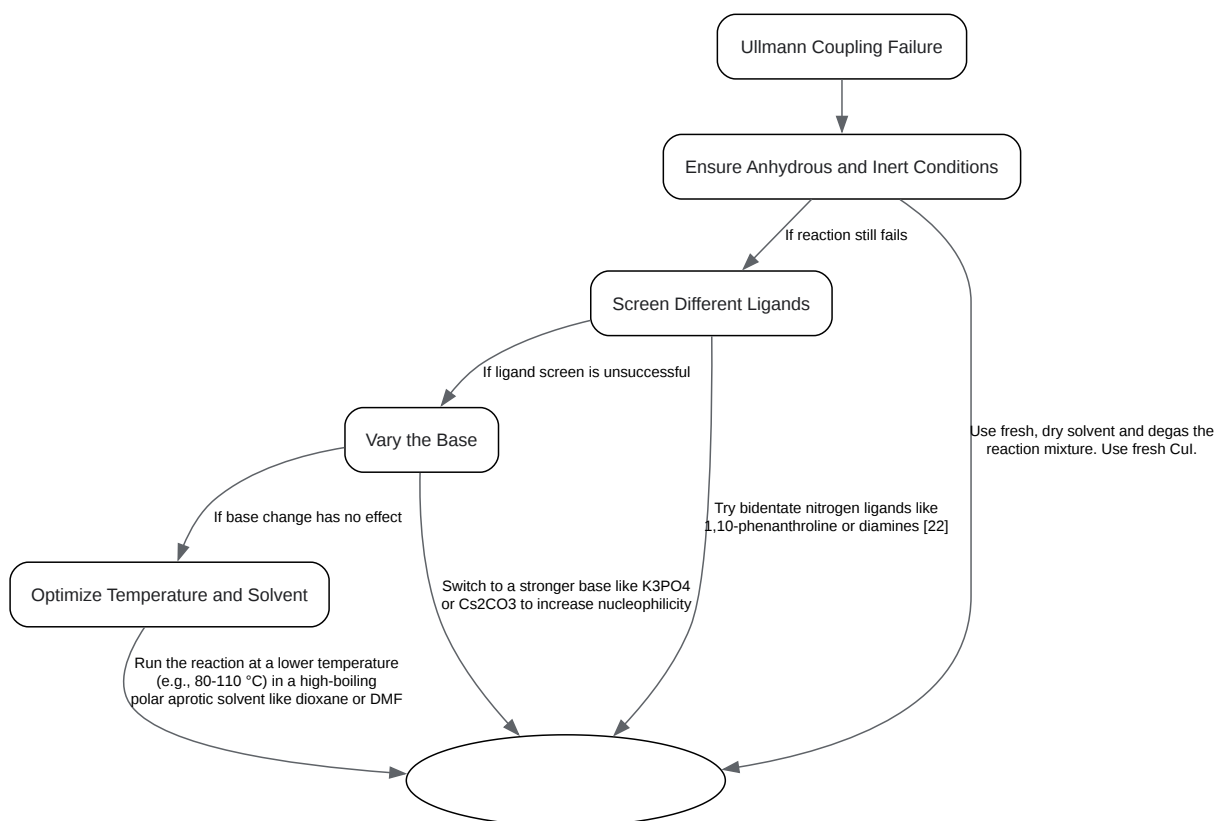 Ullmann Coupling Failure
Ensure Anhydrous and Inert Conditions
If reaction still fails
Screen Different Ligands
If ligand screen is unsuccessful
Vary the Base
Use fresh, dry solvent and degas the
reaction mixture. Use fresh CuI.
If base change has no effect
Try bidentate nitrogen ligands like
1,10-phenanthroline or diamines [22]
Optimize Temperature and Solvent
Switch to a stronger base like K3PO4
or Cs2CO3 to increase nucleophilicity
Run the reaction at a lower temperature
(e.g., 80-110 °C) in a high-boiling
polar aprotic solvent like dioxane or DMF